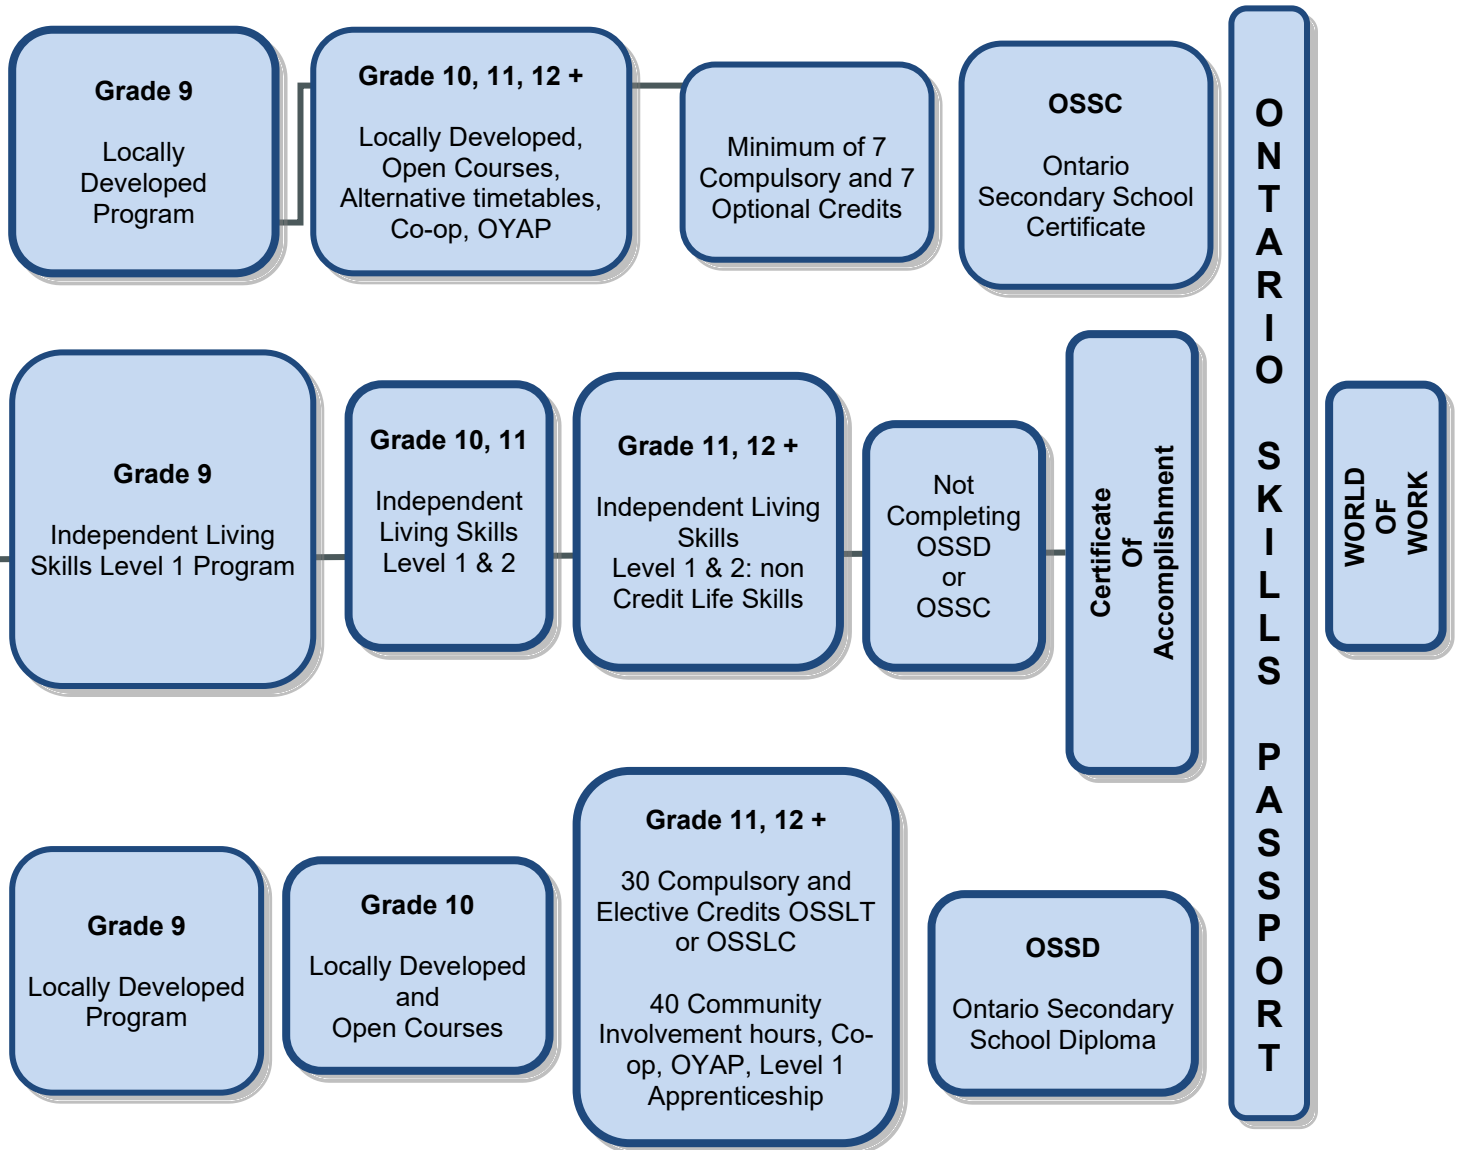 Grade 9
Locally
Developed
Program
Grade 10, 11, 12 +
Locally Developed,
Open Courses,
Alternative timetables,
Co-op, OYAP
Minimum of 7
Compulsory and 7
Optional Credits
OSSC
Ontario
Secondary School
Certificate
Grade 9
Independent Living
Skills Level 1 Program
Grade 10, 11
Independent
Living Skills
Level 1 & 2
Grade 11, 12 +
Independent Living
Skills
Level 1 & 2: non
Credit Life Skills
Not
Completing
OSSD
or
OSSC
Certificate
Of
Accomplishment
Grade 9
Locally Developed
Program
Grade 10
Locally Developed
and
Open Courses
Grade 11, 12 +
30 Compulsory and
Elective Credits OSSLT
or OSSLC
40 Community
Involvement hours, Co-
op, OYAP, Level 1
Apprenticeship
OSSD
Ontario Secondary
School Diploma
ONTARIO SKILLS PASSPORT
WORLD
OF
WORK